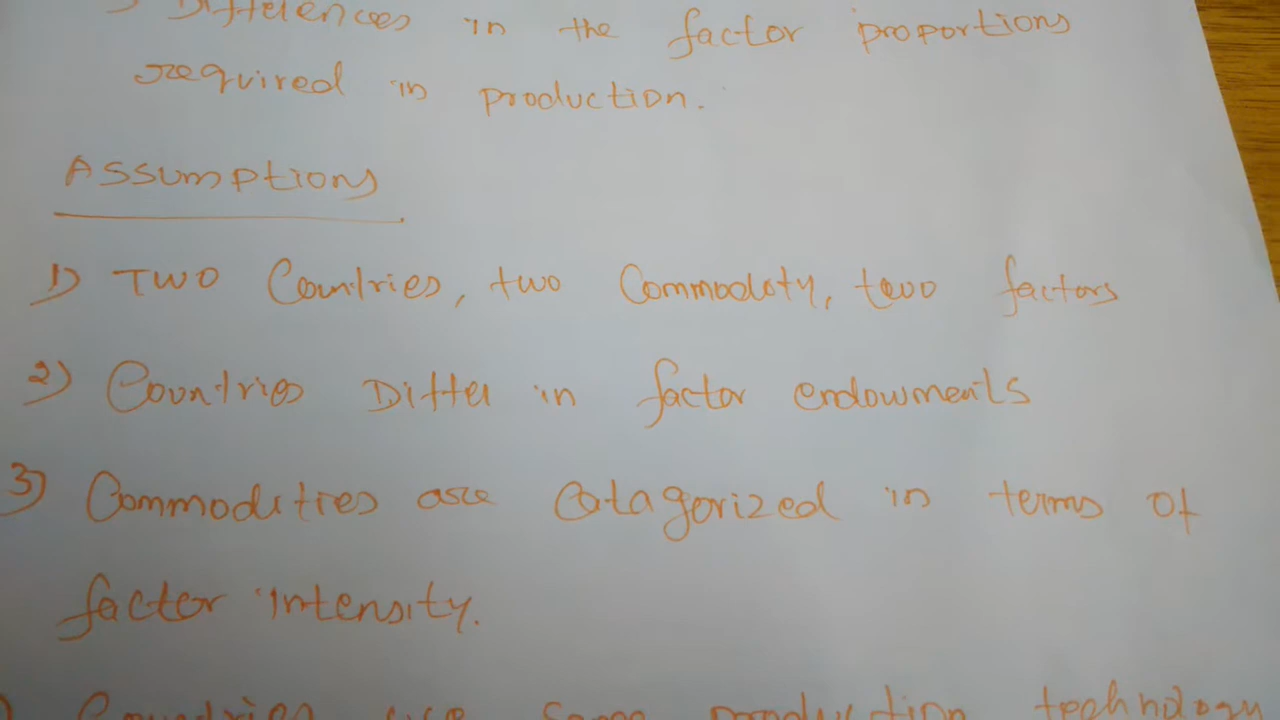 Differences in the factor proportions
required in production.
Assumptions
1) Two Countries, two Commodity, two factors
2) Countries Differ in factor endowments
3) Commodities are Catagorized in terms of
factor intensity.
Countries use same production technology